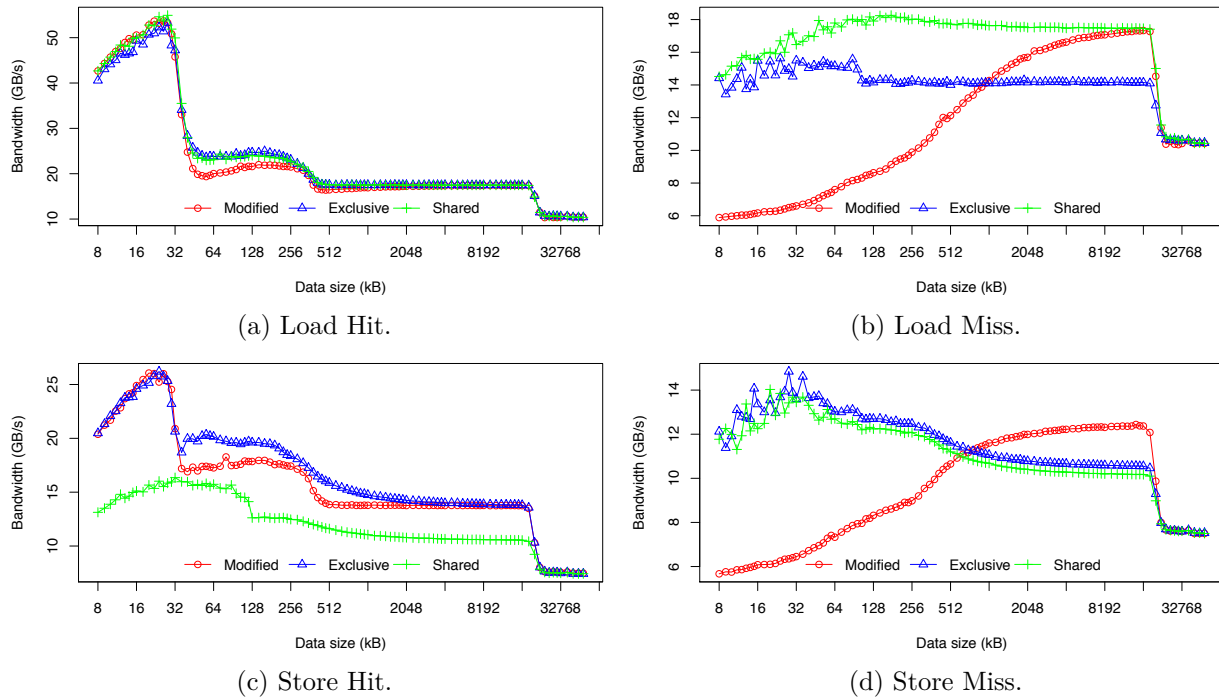 Bandwidth (GB/s)
50
40
30
20
10
Modified Exclusive Shared
8 16 32 64 128 256 512 2048 8192 32768
Data size (kB)
(a) Load Hit.
Bandwidth (GB/s)
18
16
14
12
10
8
6
Modified Exclusive Shared
8 16 32 64 128 256 512 2048 8192 32768
Data size (kB)
(b) Load Miss.
Bandwidth (GB/s)
25
20
15
10
Modified Exclusive Shared
8 16 32 64 128 256 512 2048 8192 32768
Data size (kB)
(c) Store Hit.
Bandwidth (GB/s)
14
12
10
8
6
Modified Exclusive Shared
8 16 32 64 128 256 512 2048 8192 32768
Data size (kB)
(d) Store Miss.